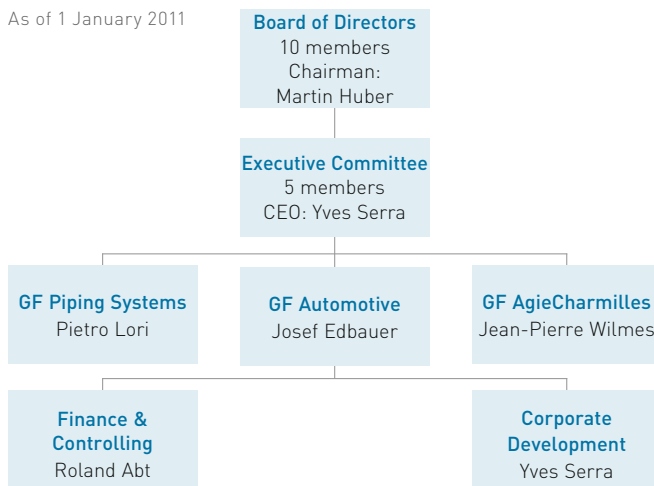 As of 1 January 2011
Board of Directors
10 members
Chairman:
Martin Huber
Executive Committee
5 members
CEO: Yves Serra
GF Piping Systems
Pietro Lori
GF Automotive
Josef Edbauer
GF AgieCharmilles
Jean-Pierre Wilmes
Finance &
Controlling
Roland Abt
Corporate
Development
Yves Serra